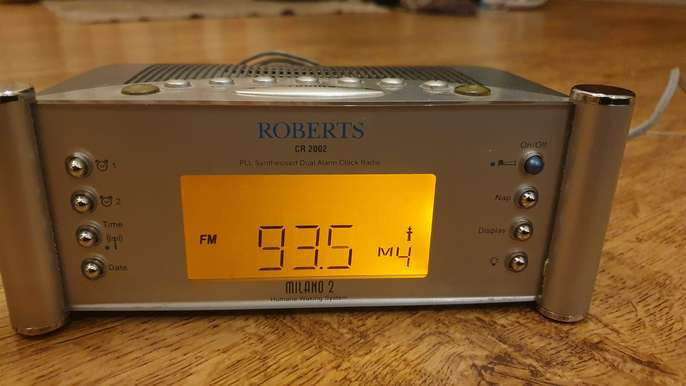 ROBERTS
CR 2002
PLL Synthesised Dual Alarm Clock Radio
On/Off
1
2
Nap
Time
Display
Date
FM 93.5 M4
MILANO 2
Humane Waking System